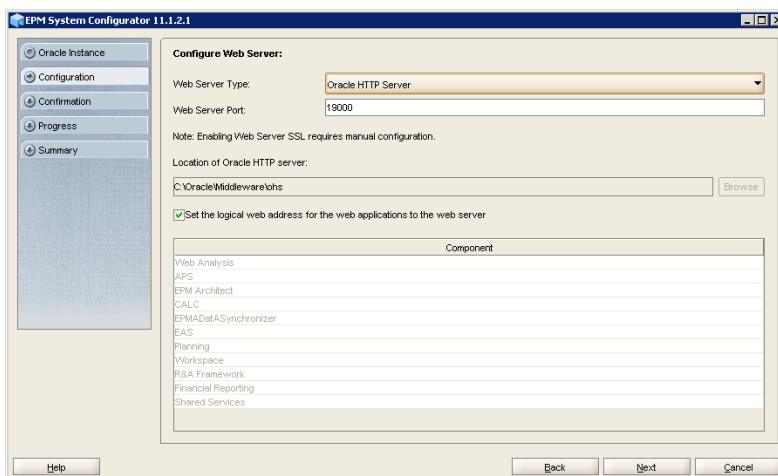 EPM System Configurator 11.1.2.1
Oracle Instance
Configuration
Confirmation
Progress
Summary
Configure Web Server:
Web Server Type:
Oracle HTTP Server
Web Server Port:
19000
Note: Enabling Web Server SSL requires manual configuration.
Location of Oracle HTTP server:
C:\Oracle\Middleware\ohs
Browse
Set the logical web address for the web applications to the web server
Component
Web Analysis
APS
EPM Architect
CALC
EPMADatASynchronizer
EAS
Planning
Workspace
R&A Framework
Financial Reporting
Shared Services
Help
Back
Next
Cancel